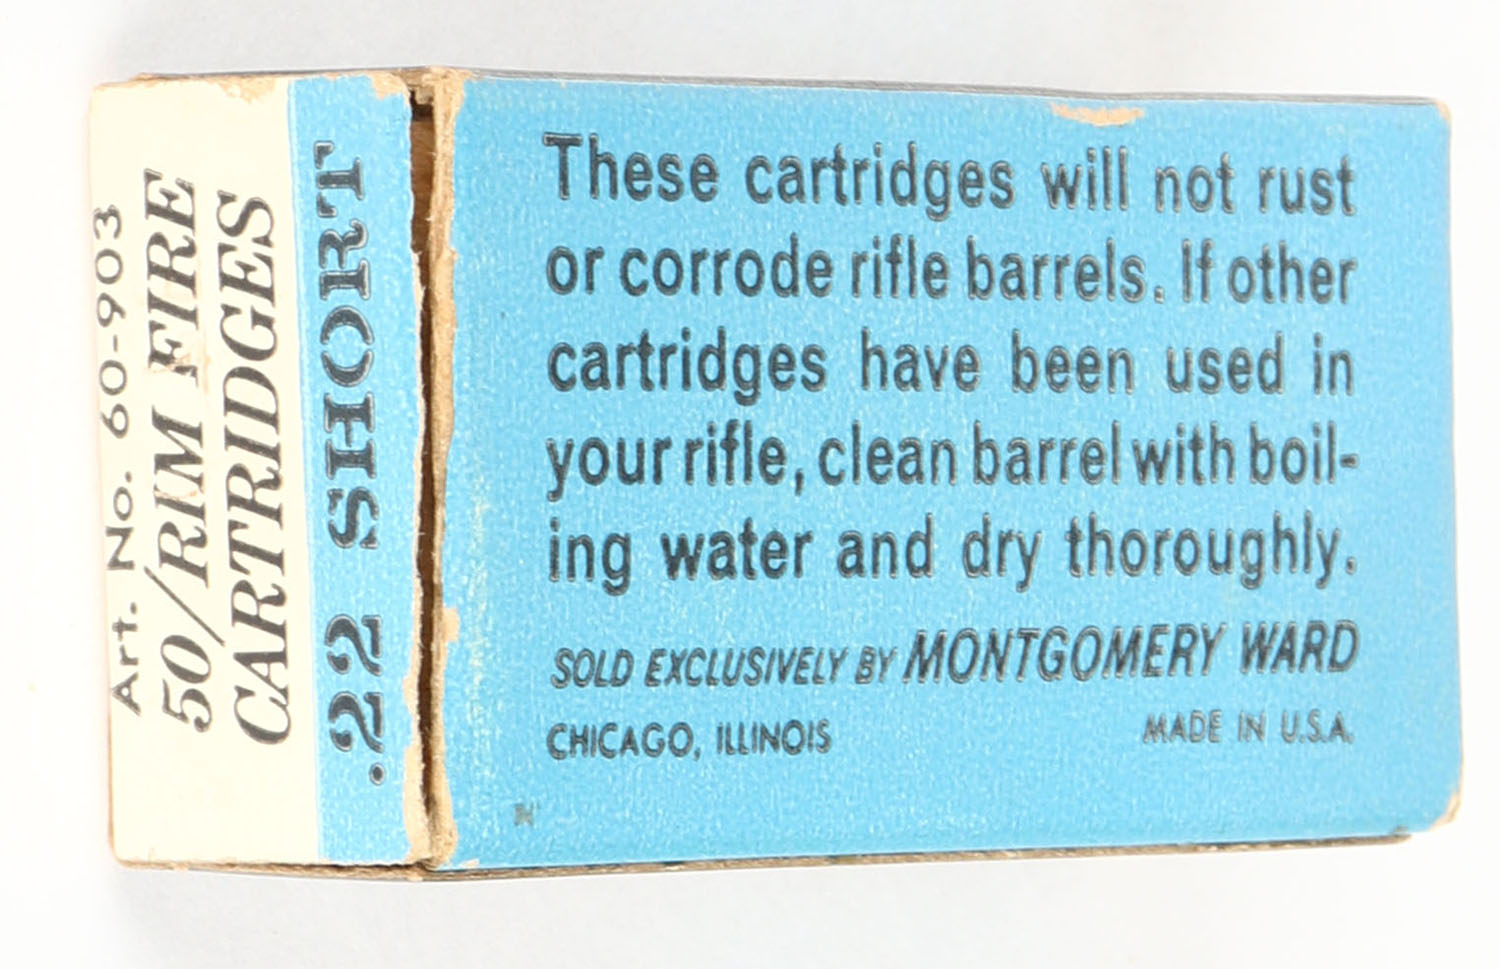 Art. No. 60-903
50/RIM FIRE
CARTRIDGES
.22 SHORT
These cartridges will not rust
or corrode rifle barrels. If other
cartridges have been used in
your rifle, clean barrel with boil-
ing water and dry thoroughly.
SOLD EXCLUSIVELY BY MONTGOMERY WARD
CHICAGO, ILLINOIS MADE IN U.S.A.